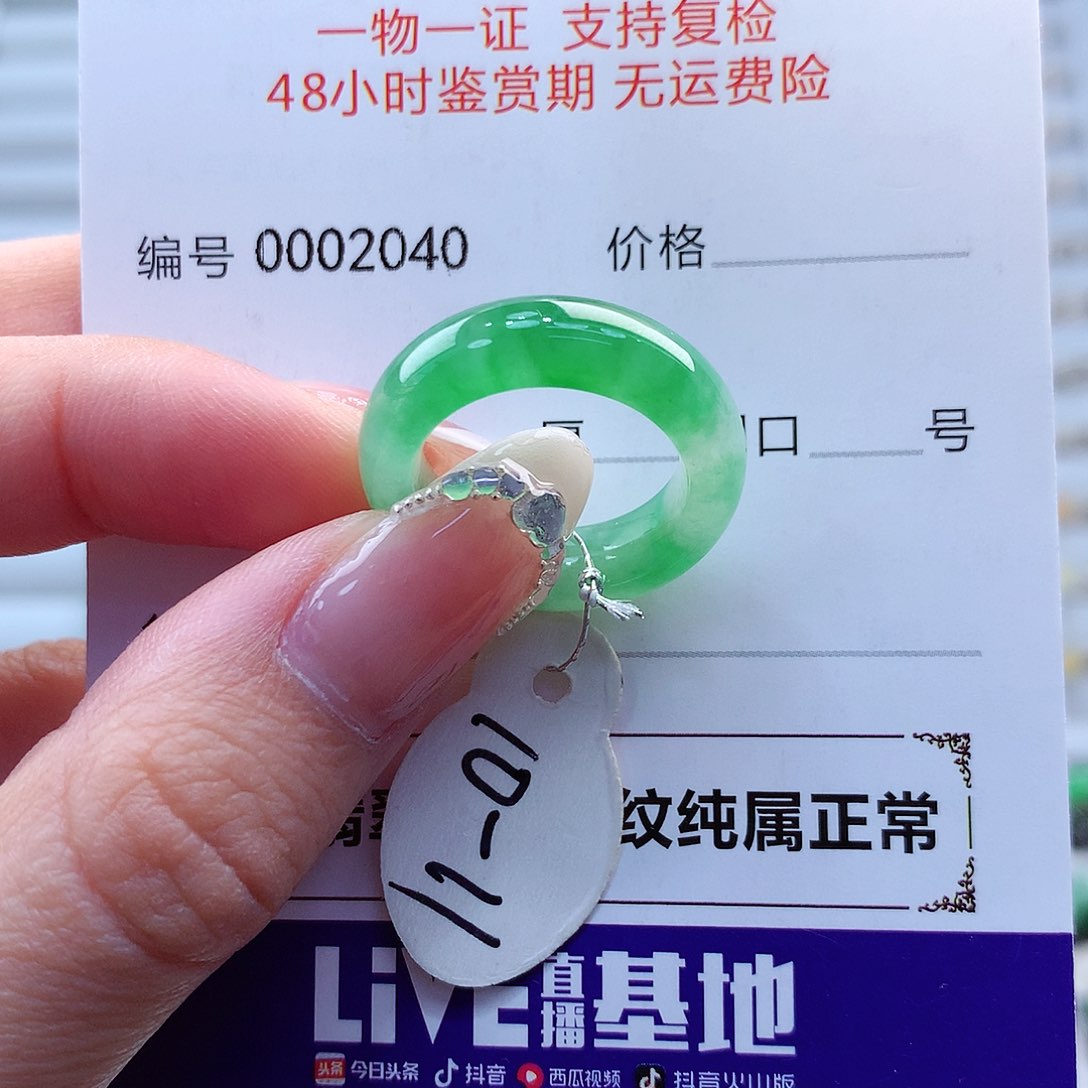 一物一证 支持复检
48小时鉴赏期 无运费险
编号 0002040 价格
口 号
纹纯属正常
11-01
LiVE直播基地
头条 今日头条 抖音 西瓜视频 抖音火山版